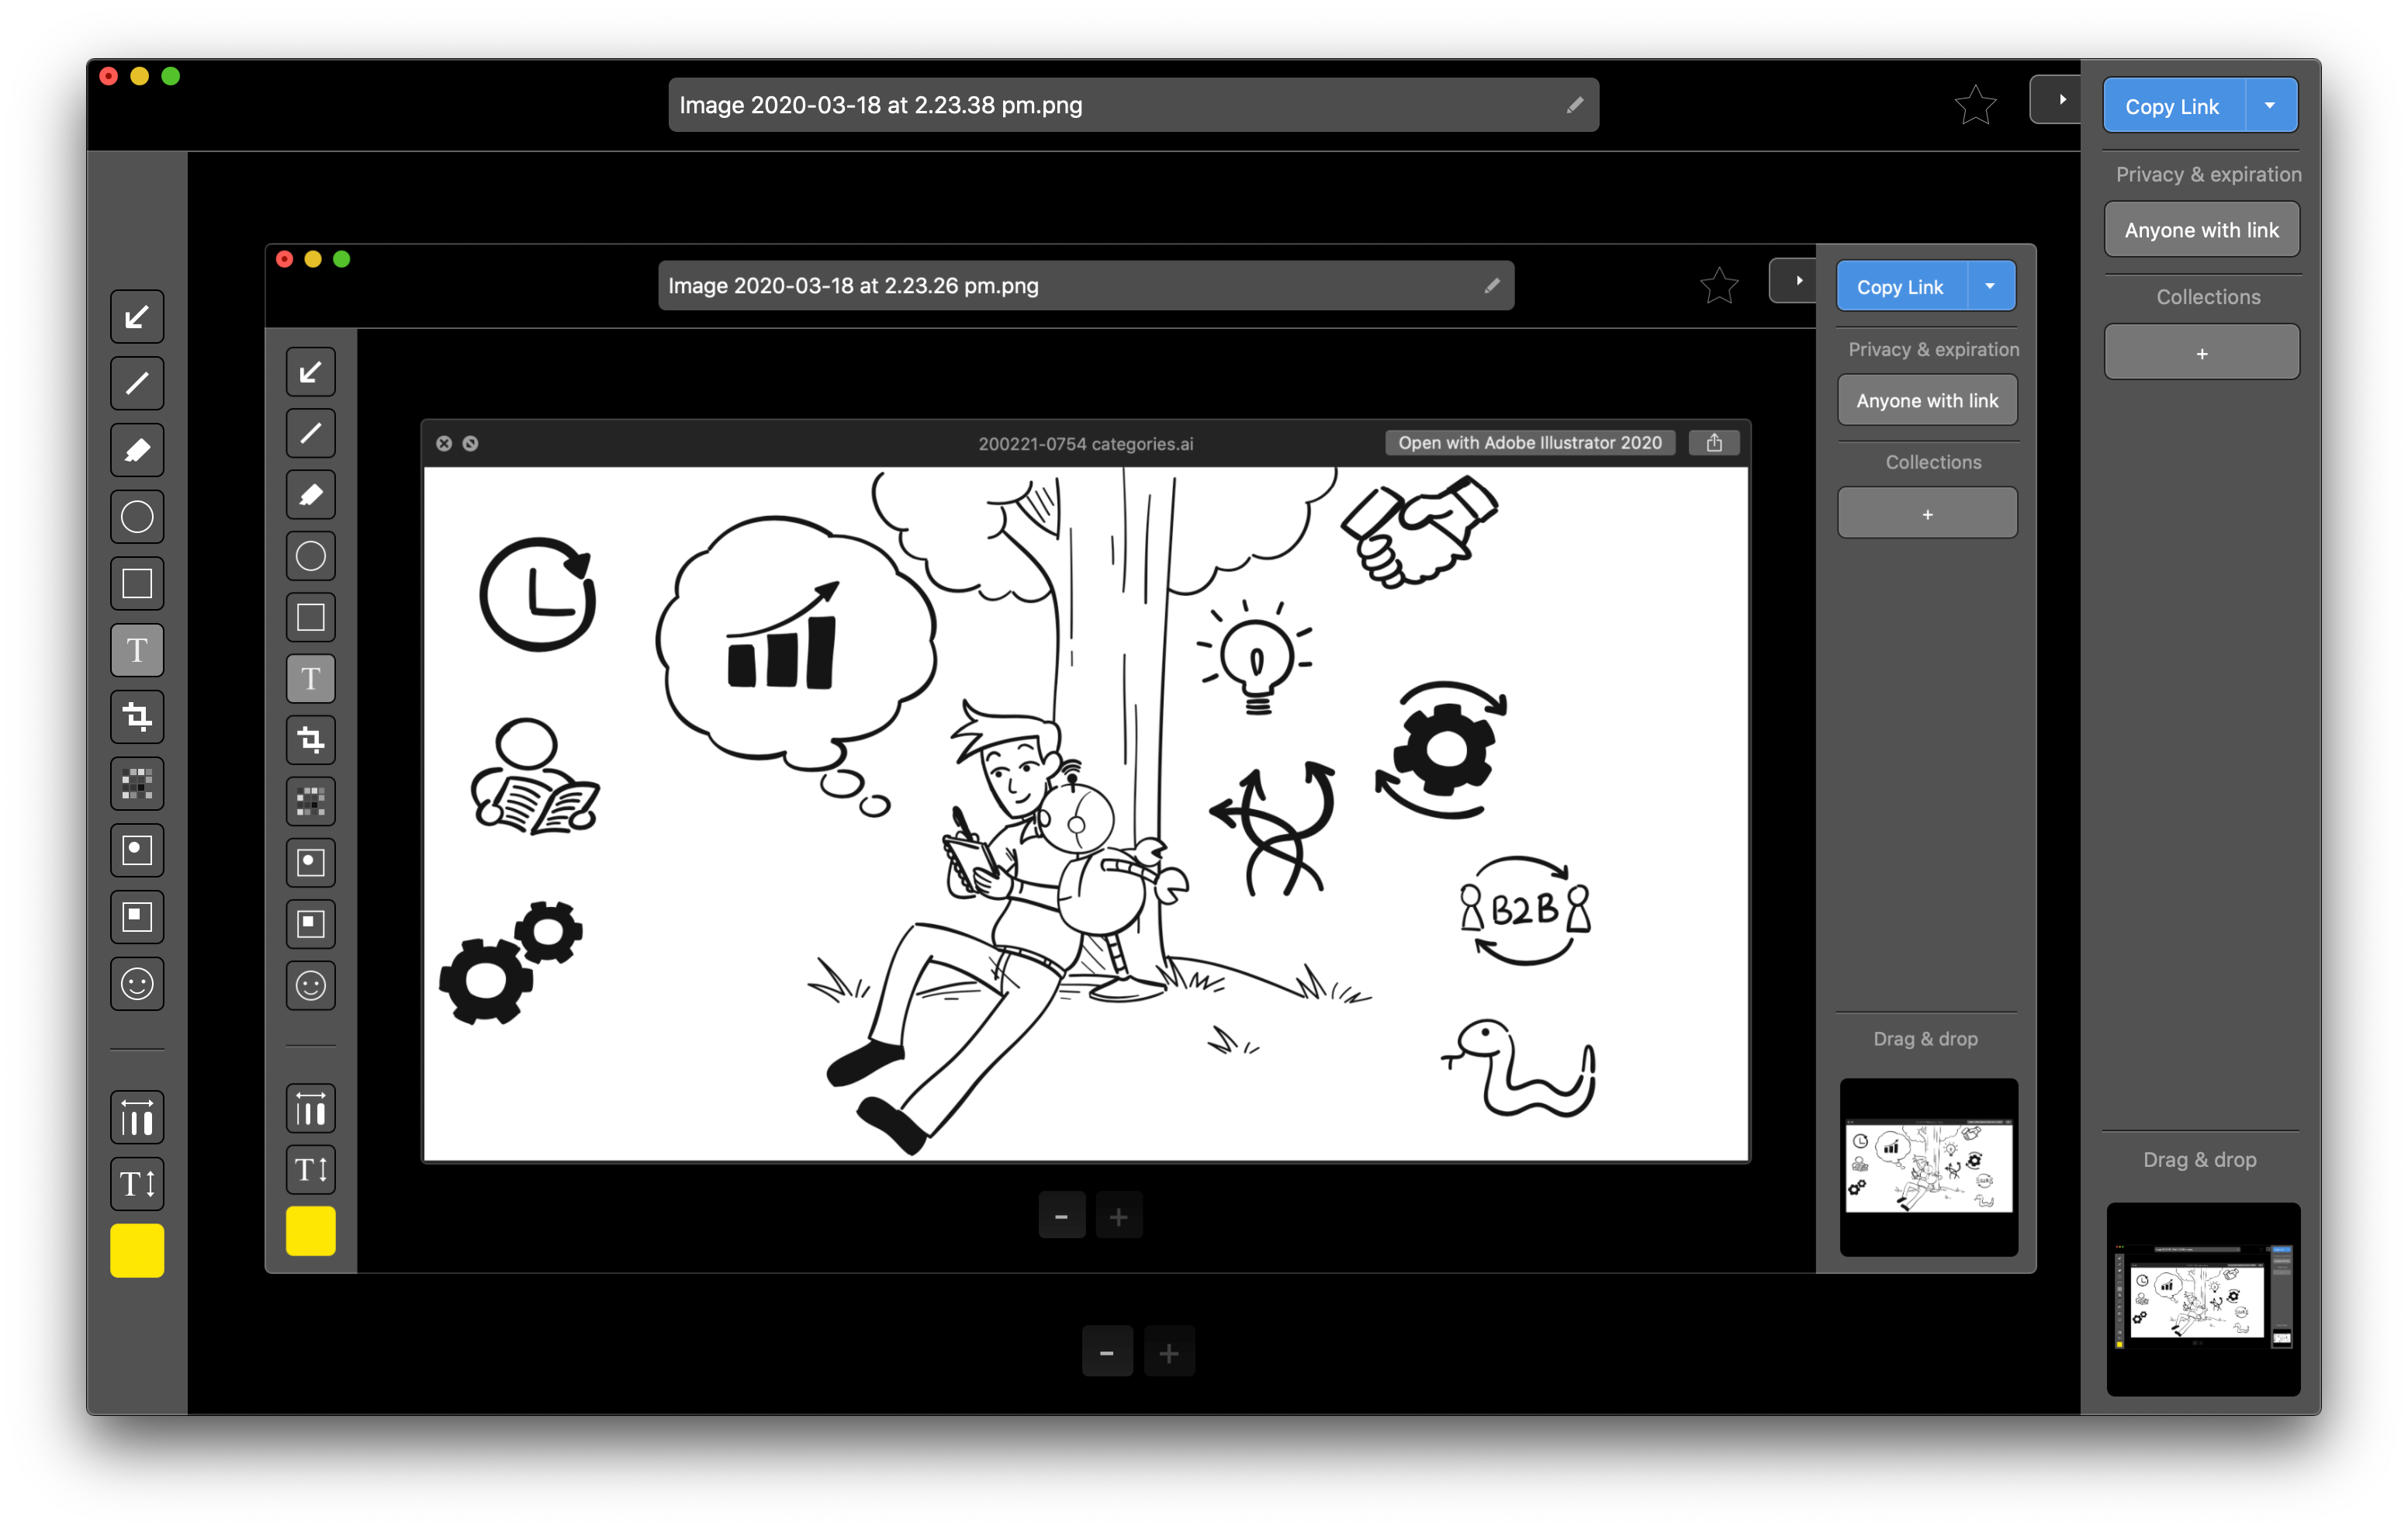 Image 2020-03-18 at 2.23.38 pm.png
Copy Link
Privacy & expiration
Anyone with link
Collections
+
Image 2020-03-18 at 2.23.26 pm.png
Copy Link
Privacy & expiration
Anyone with link
Collections
+
200221-0754 categories.ai
Open with Adobe Illustrator 2020
T
T
B2B
Drag & drop
Drag & drop
T
T
- +
- +